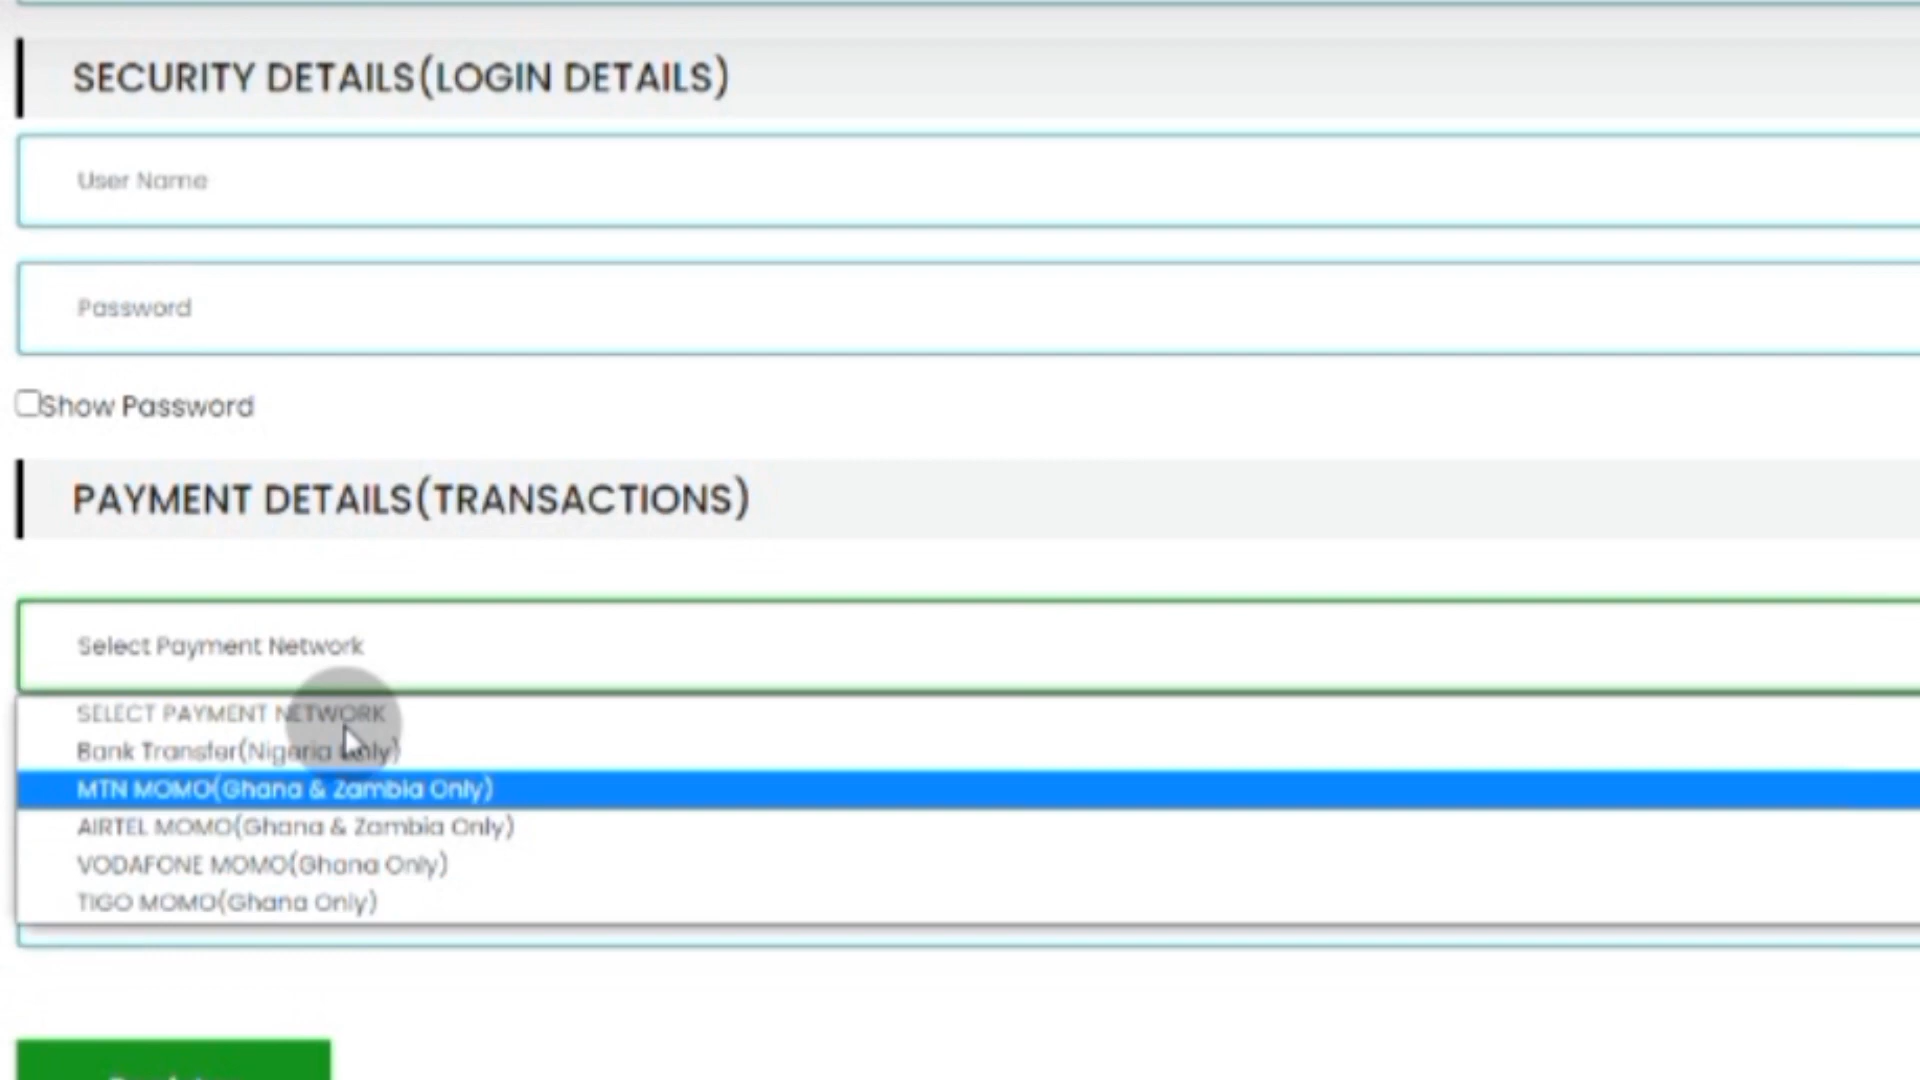 SECURITY DETAILS(LOGIN DETAILS)
User Name
Password
Show Password
PAYMENT DETAILS(TRANSACTIONS)
Select Payment Network
SELECT PAYMENT NETWORK
Bank Transfer(Nigeria Only)
MTN MOMO(Ghana & Zambia Only)
AIRTEL MOMO(Ghana & Zambia Only)
VODAFONE MOMO(Ghana Only)
TIGO MOMO(Ghana Only)